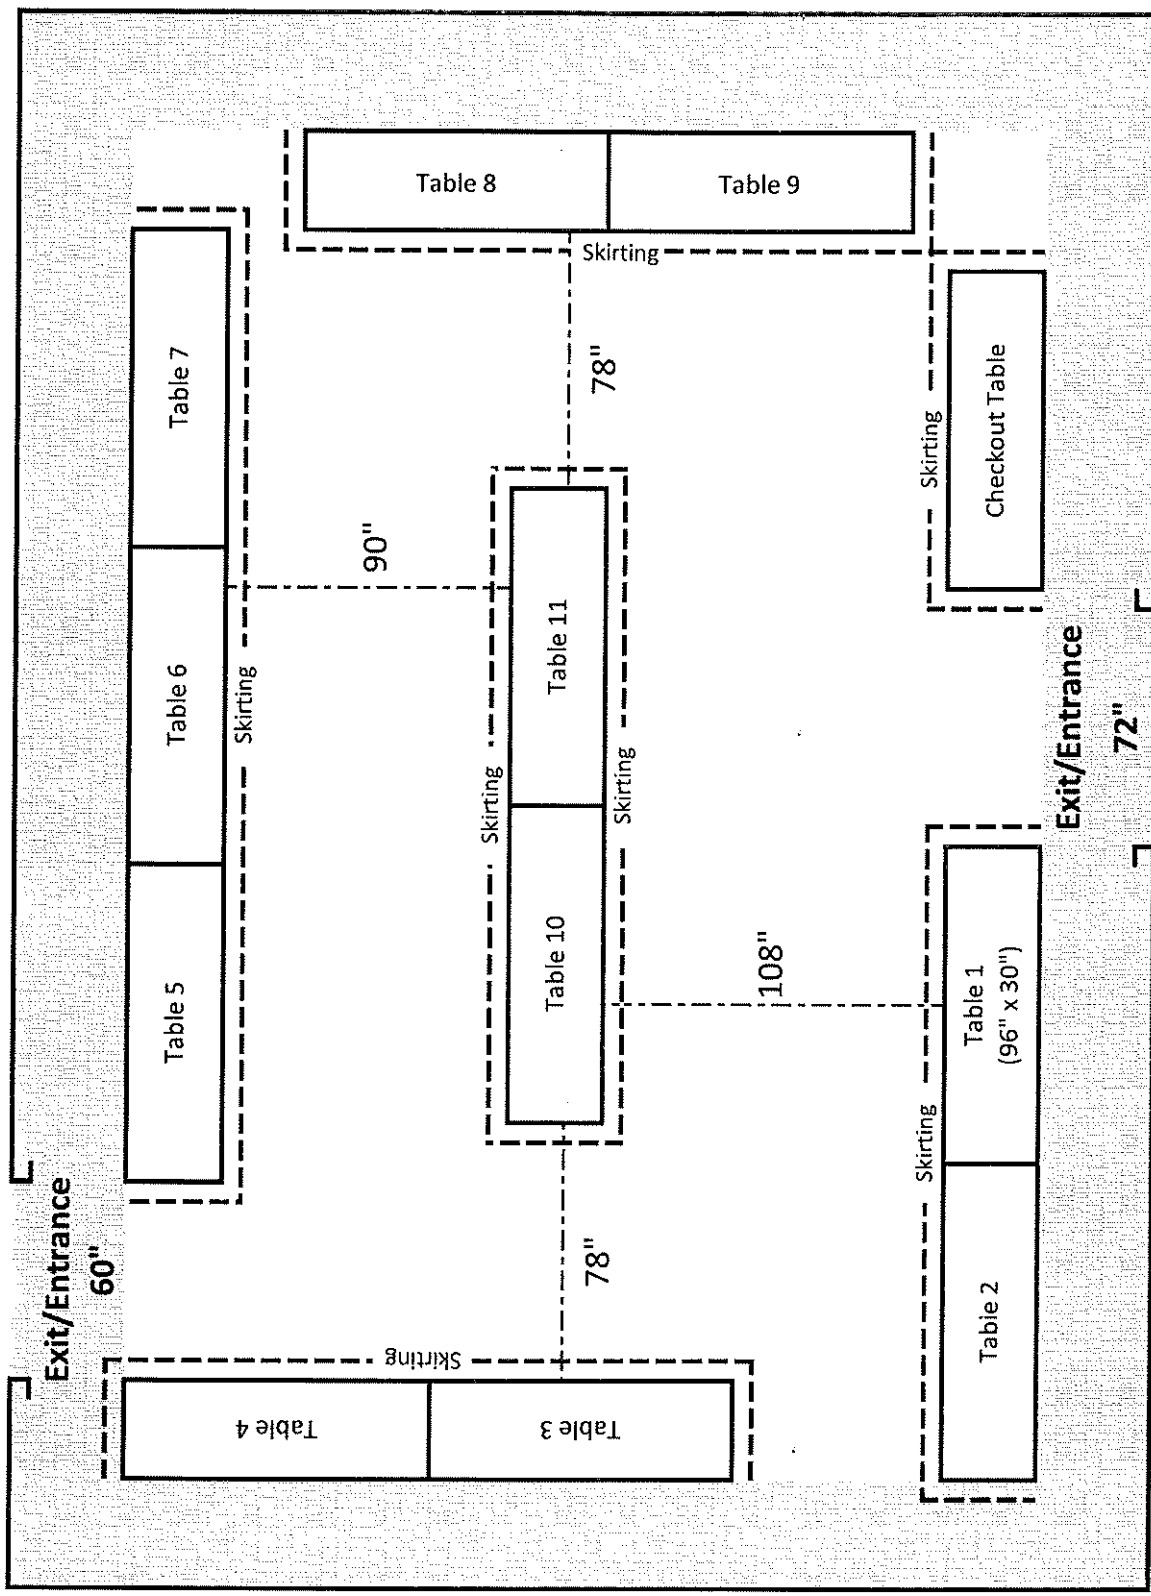 Table 8
Table 9
Skirting
Table 7
Table 6
Table 5
Skirting
78"
90"
Skirting
Checkout Table
Table 11
Table 10
Skirting
Skirting
Exit/Entrance
72"
108"
Table 1
(96" x 30")
Table 2
Skirting
Exit/Entrance
60"
78"
Skirting
Table 4
Table 3